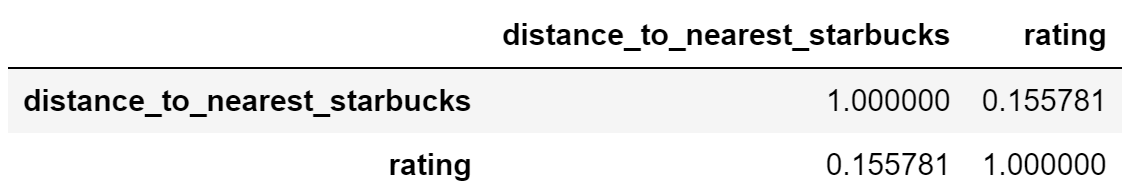 distance_to_nearest_starbucks rating
distance_to_nearest_starbucks 1.000000 0.155781
rating 0.155781 1.000000